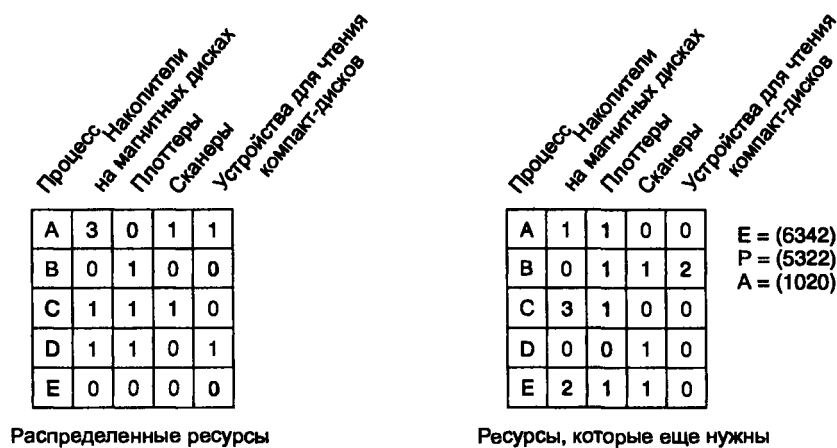 Процесс
Накопители
на магнитных дисках
Плоттеры
Сканеры
Устройства для чтения
компакт-дисков
A 3 0 1 1
B 0 1 0 0
C 1 1 1 0
D 1 1 0 1
E 0 0 0 0
Распределенные ресурсы
Процесс
Накопители
на магнитных дисках
Плоттеры
Сканеры
Устройства для чтения
компакт-дисков
A 1 1 0 0
B 0 1 1 2
C 3 1 0 0
D 0 0 1 0
E 2 1 1 0
Ресурсы, которые еще нужны
E = (6342)
P = (5322)
A = (1020)